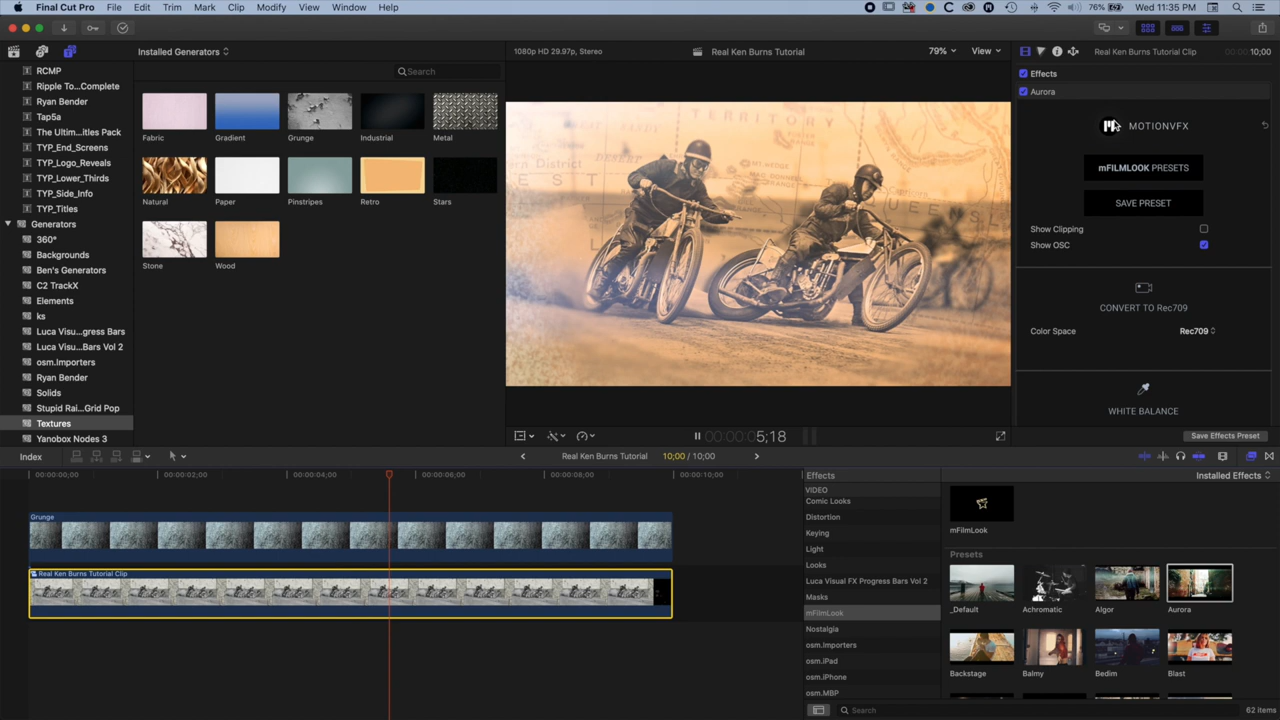 Final Cut Pro File Edit Trim Mark Clip Modify View Window Help
76% Wed 11:35 PM
Installed Generators
1080p HD 29.97p, Stereo
Real Ken Burns Tutorial
79%
View
Real Ken Burns Tutorial Clip
00:00:10;00
Search
RCMP
Ripple To...Complete
Ryan Bender
Tap5a
The Ultim...itles Pack
TYP_End_Screens
TYP_Logo_Reveals
TYP_Lower_Thirds
TYP_Side_Info
TYP_Titles
Generators
360°
Backgrounds
Ben's Generators
C2 TrackX
Elements
ks
Luca Visu...gress Bars
Luca Visu...Bars Vol 2
osm.Importers
Ryan Bender
Solids
Stupid Rai...Grid Pop
Textures
Yanobox Nodes 3
Fabric
Gradient
Grunge
Industrial
Metal
Natural
Paper
Pinstripes
Retro
Stars
Stone
Wood
TERRITORY
DESERT
Effects
Aurora
MOTIONVFX
mFILMLOOK PRESETS
SAVE PRESET
Show Clipping
Show OSC
CONVERT TO Rec709
Color Space
Rec709
WHITE BALANCE
Save Effects Preset
00:00:00:05;18
Index
Real Ken Burns Tutorial
10;00 / 10;00
00:00:00;00
00:00:02;00
00:00:04;00
00:00:06;00
00:00:08;00
00:00:10;00
Grunge
Real Ken Burns Tutorial Clip
Effects
Installed Effects
VIDEO
Comic Looks
Distortion
Keying
Light
Looks
Luca Visual FX Progress Bars Vol 2
Masks
mFilmLook
Nostalgia
osm.Importers
osm.iPad
osm.iPhone
osm.MBP
mFilmLook
Presets
_Default
Achromatic
Algor
Aurora
Backstage
Balmy
Bedim
Blast
Search
62 items